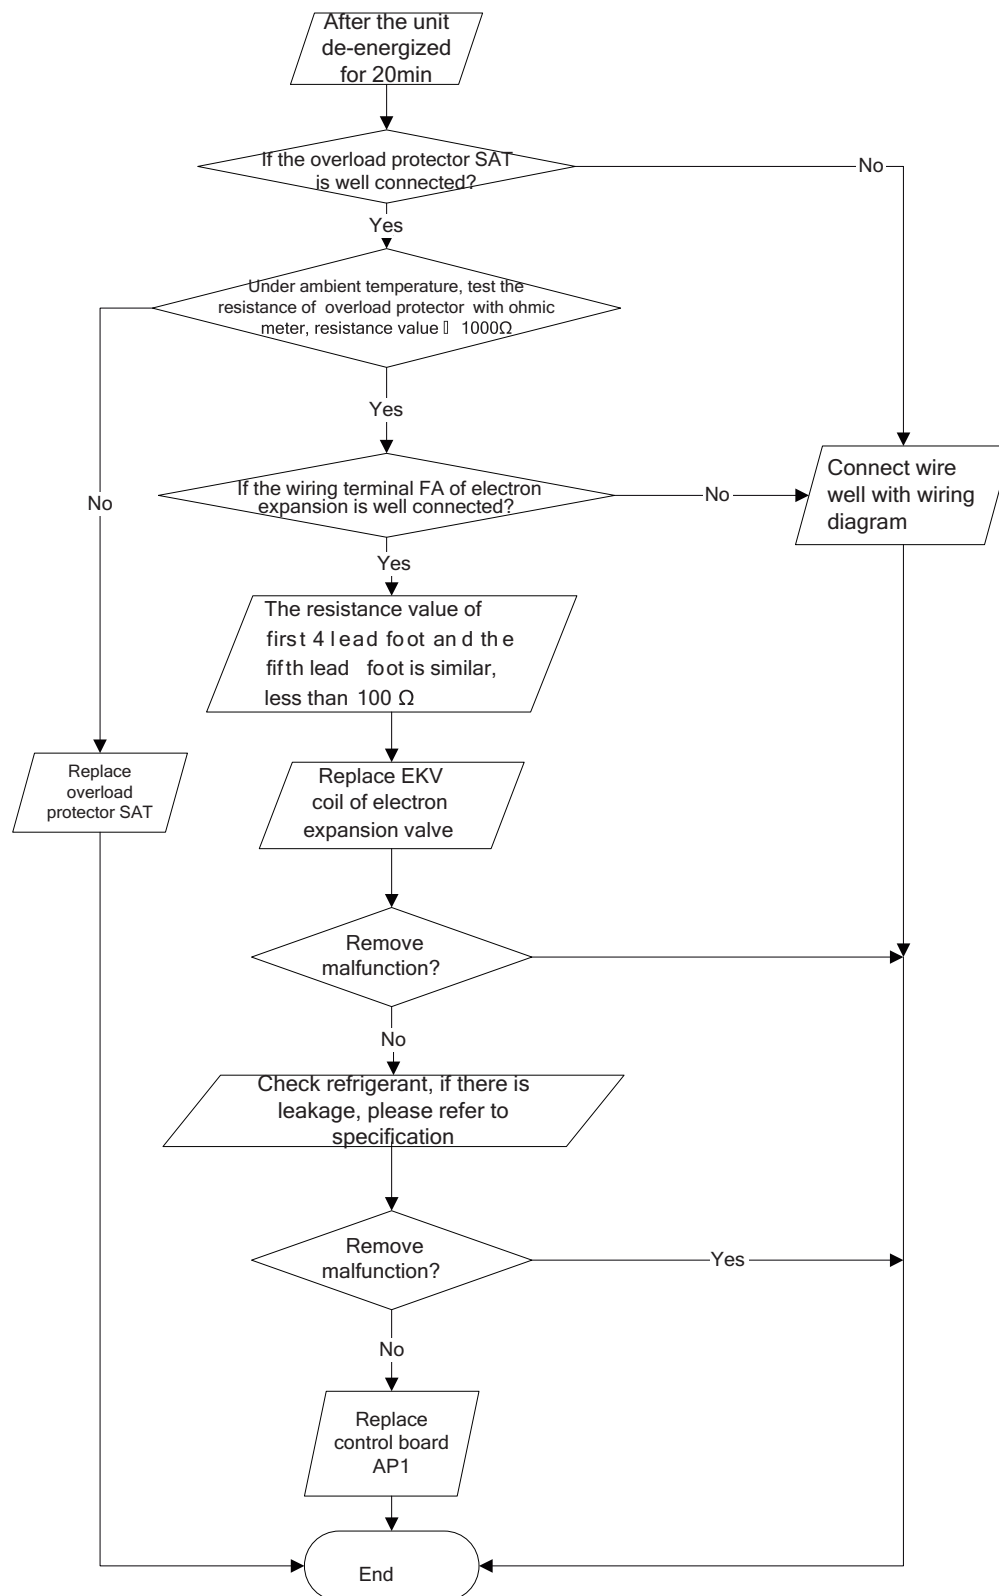 After the unit
de-energized
for 20min
If the overload protector SAT
is well connected?
No
Yes
Under ambient temperature, test the
resistance of overload protector with ohmic
meter, resistance value ▯ 1000Ω
Yes
No
If the wiring terminal FA of electron
expansion is well connected?
No
Connect wire
well with wiring
diagram
Yes
The resistance value of
first 4 lead foot and the
fifth lead foot is similar,
less than 100 Ω
Replace
overload
protector SAT
Replace EKV
coil of electron
expansion valve
Remove
malfunction?
No
Check refrigerant, if there is
leakage, please refer to
specification
Remove
malfunction?
Yes
No
Replace
control board
AP1
End